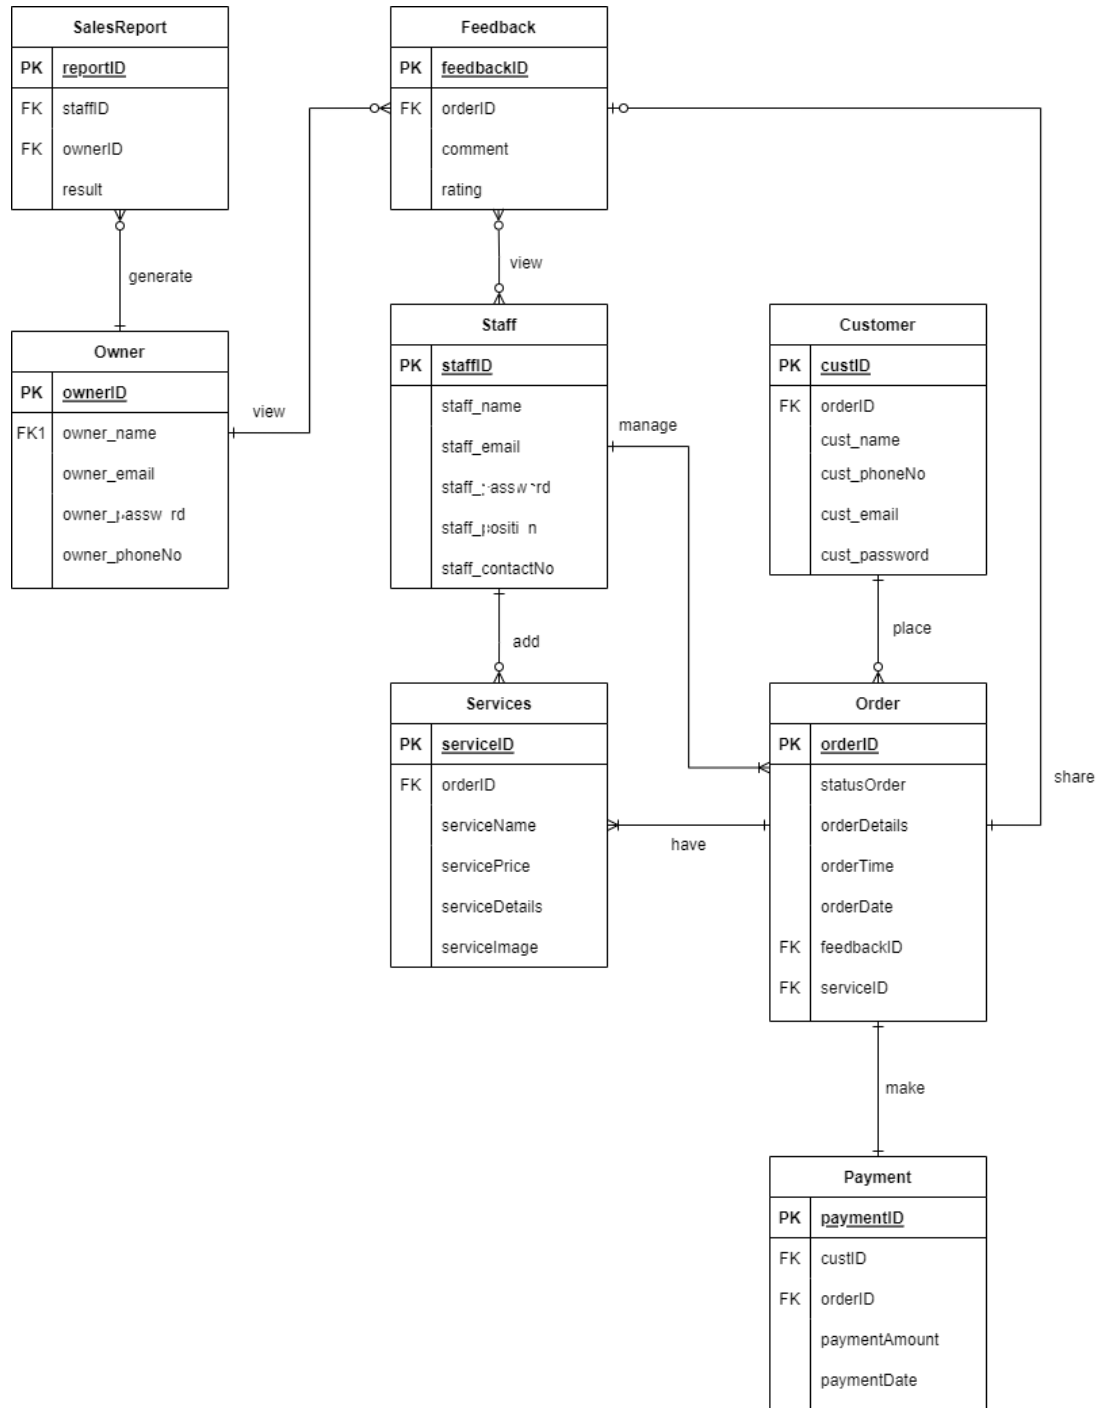 SalesReport
PK reportID
FK staffID
FK ownerID
result
Feedback
PK feedbackID
FK orderID
comment
rating
generate
view
Owner
PK ownerID
FK1 owner_name
owner_email
owner_phoneNo
view
Staff
PK staffID
staff_name
staff_email
staff_contactNo
manage
Customer
PK custID
FK orderID
cust_name
cust_phoneNo
cust_email
cust_password
add
place
Services
PK serviceID
FK orderID
serviceName
servicePrice
serviceDetails
serviceImage
have
Order
PK orderID
statusOrder
orderDetails
orderTime
orderDate
FK feedbackID
FK serviceID
share
make
Payment
PK paymentID
FK custID
FK orderID
paymentAmount
paymentDate